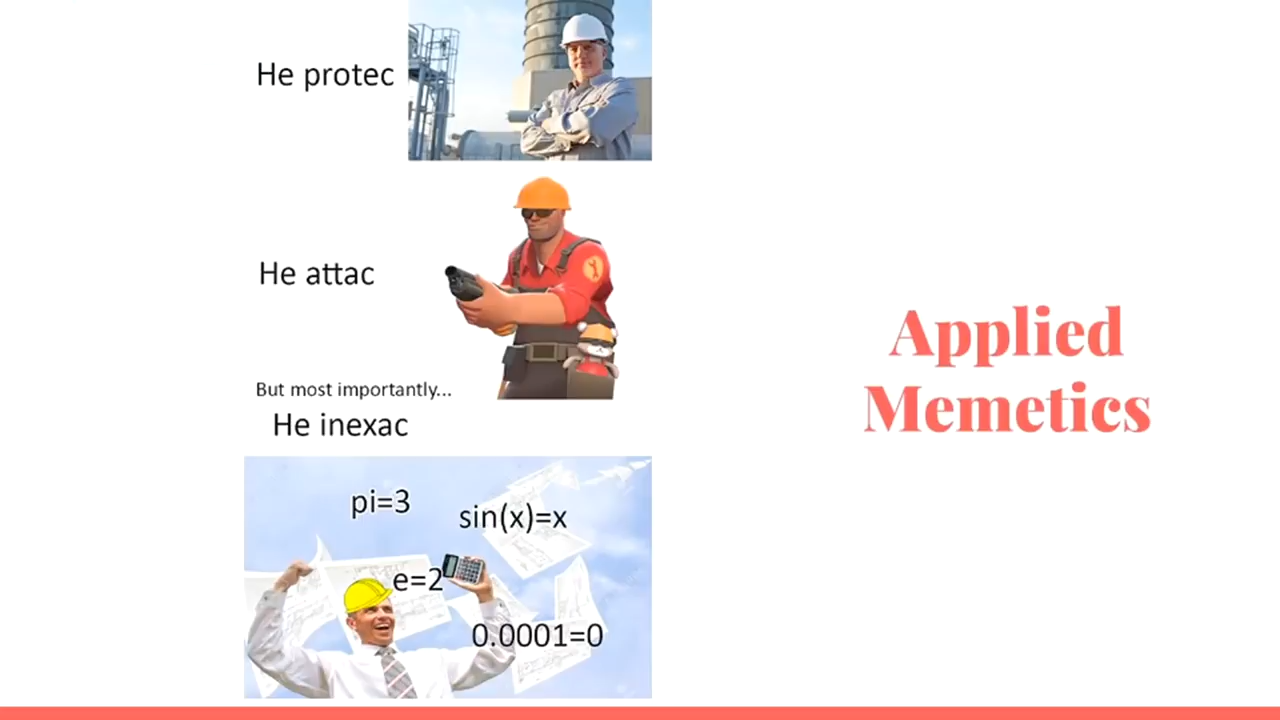 He protec
He attac
But most importantly...
He inexac
pi=3
sin(x)=x
e=2
0.0001=0
Applied
Memetics